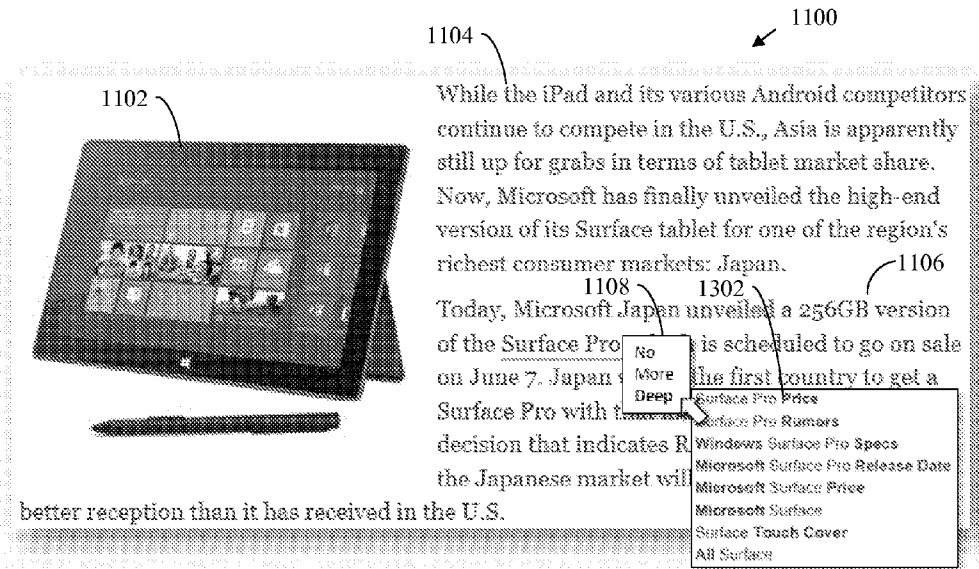 1100
1104
1102
While the iPad and its various Android competitors
continue to compete in the U.S., Asia is apparently
still up for grabs in terms of tablet market share.
Now, Microsoft has finally unveiled the high-end
version of its Surface tablet for one of the region's
richest consumer markets: Japan.
1106
1108
1302
Today, Microsoft Japan unveiled a 256GB version
of the Surface Pro is scheduled to go on sale
on June 7. Japan the first country to get a
Surface Pro with
decision that indicates
the Japanese market will
better reception than it has received in the U.S.
No
More
Deep
Surface Pro Price
Surface Pro Rumors
Windows Surface Pro Specs
Microsoft Surface Pro Release Date
Microsoft Surface Price
Microsoft Surface
Surface Touch Cover
All Surface